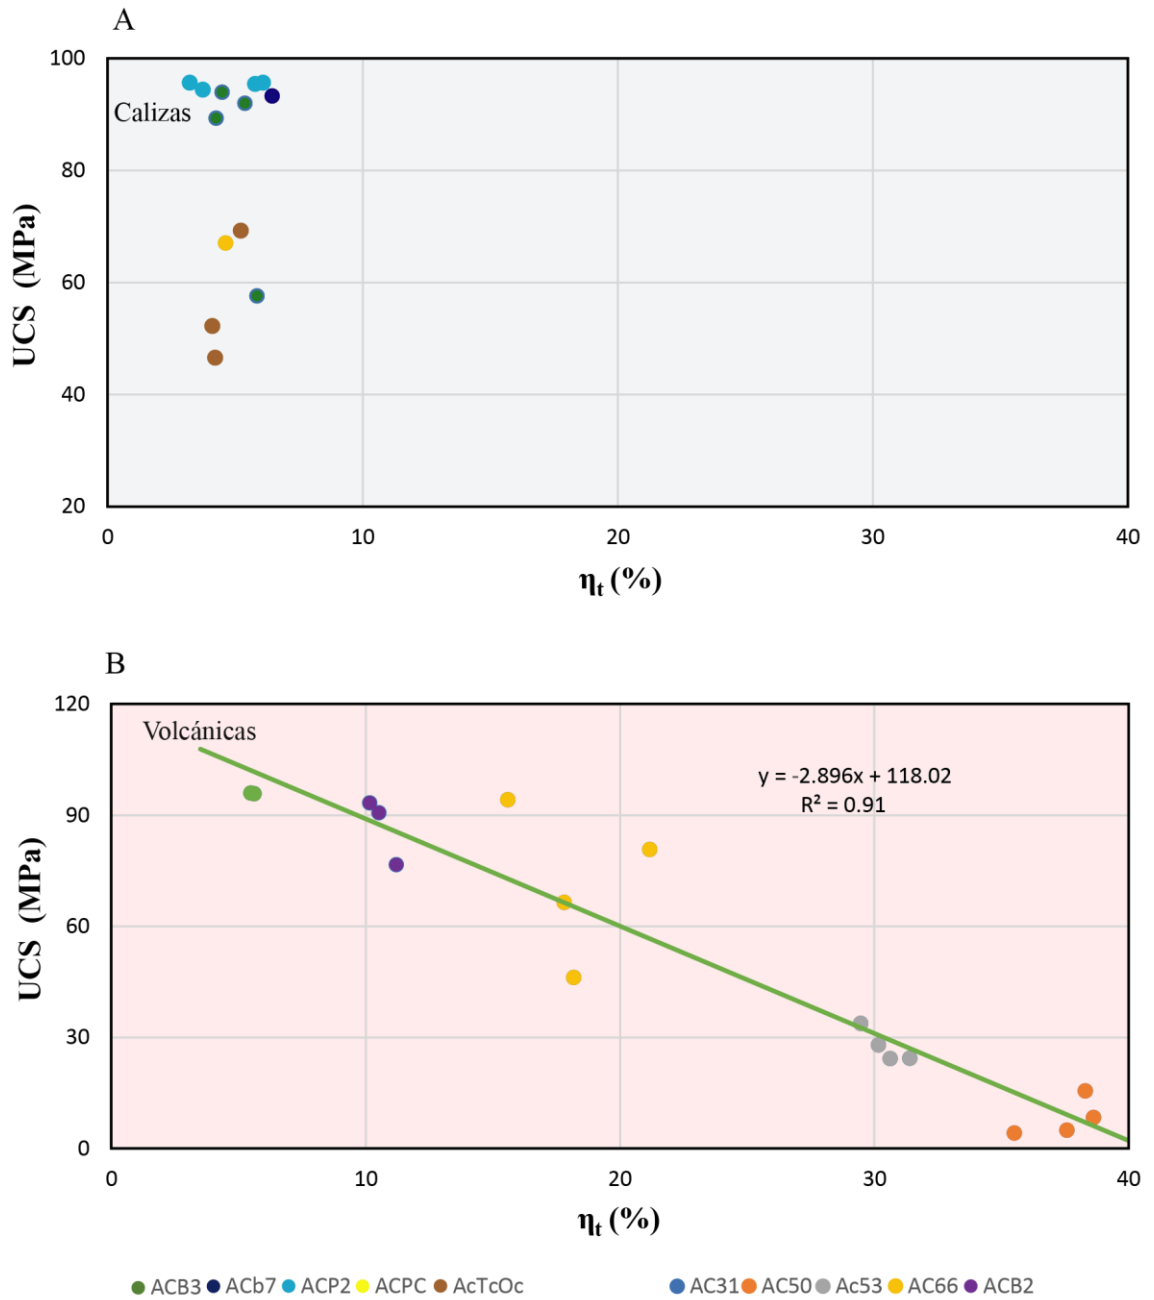 A
100
80
60
40
20
Calizas
UCS (MPa)
0 10 20 30 40
ηt (%)
B
120
90
60
30
0
Volcánicas
y = -2.896x + 118.02
R² = 0.91
UCS (MPa)
0 10 20 30 40
ηt (%)
ACB3 ACb7 ACP2 ACPC AcTcOc AC31 AC50 Ac53 AC66 ACB2